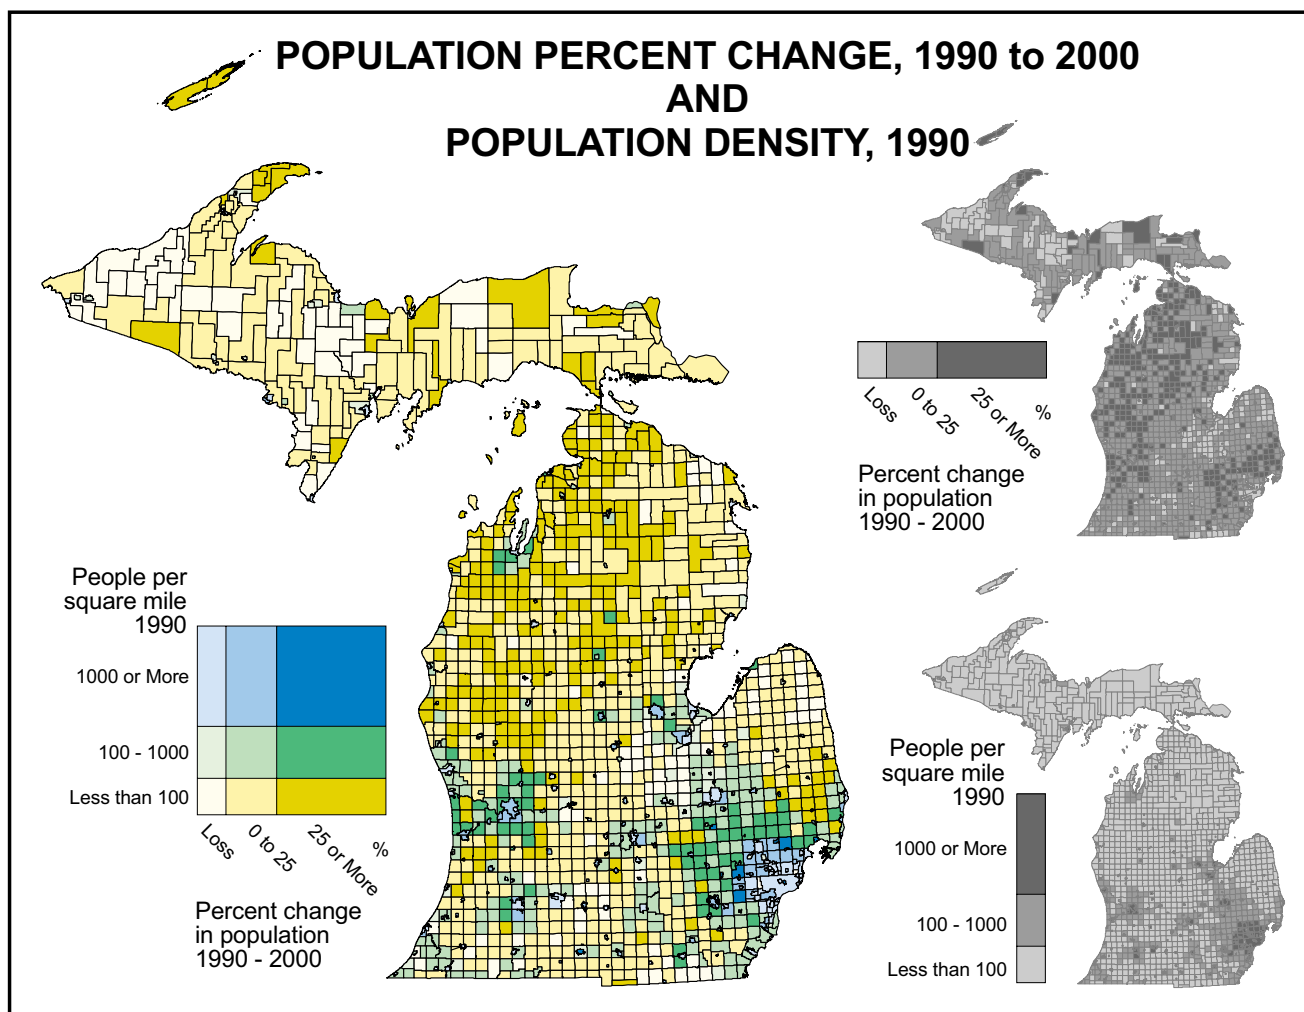 POPULATION PERCENT CHANGE, 1990 to 2000
AND
POPULATION DENSITY, 1990
People per
square mile
1990
1000 or More
100 - 1000
Less than 100
Loss
0 to 25
25 or More
%
Percent change
in population
1990 - 2000
Loss
0 to 25
25 or More
%
Percent change
in population
1990 - 2000
People per
square mile
1990
1000 or More
100 - 1000
Less than 100